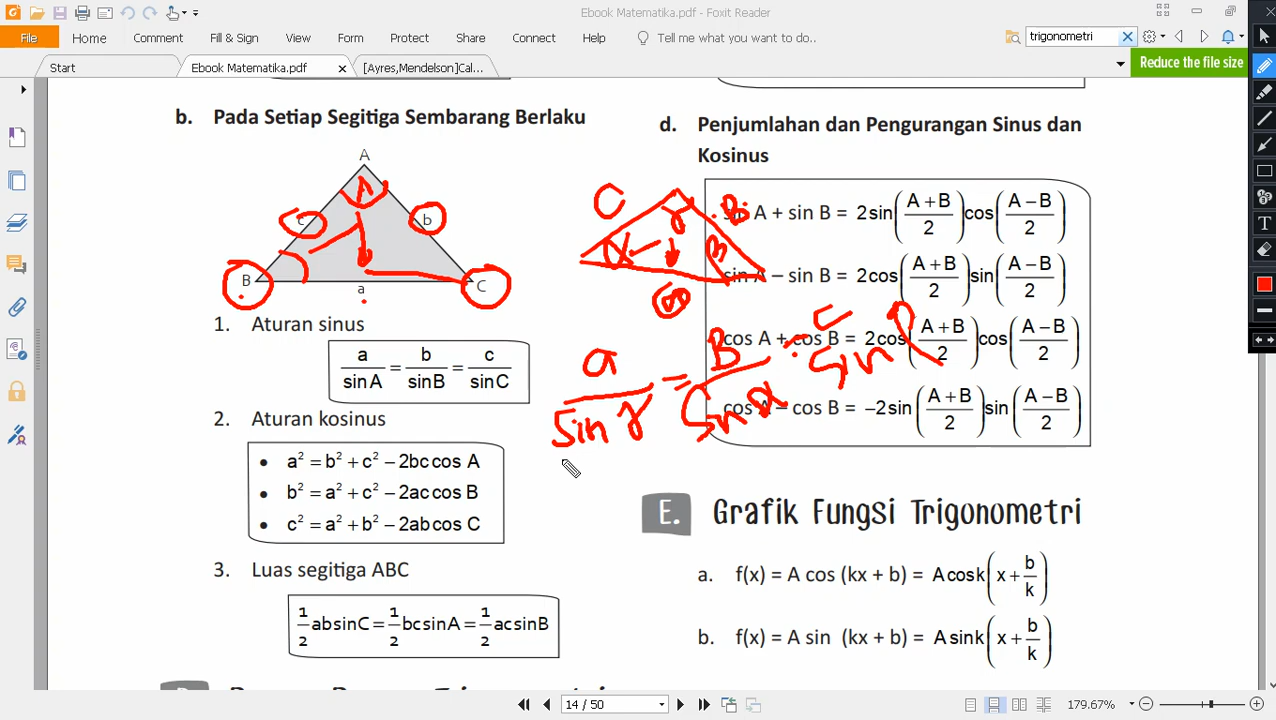 Ebook Matematika.pdf - Foxit Reader
File Home Comment Fill & Sign View Form Protect Share Connect Help Tell me what you want to do.. trigonometri
Start Ebook Matematika.pdf [Ayres,Mendelson]Cal...
Reduce the file size
b. Pada Setiap Segitiga Sembarang Berlaku
A
c b
B C
a
1. Aturan sinus
a/sinA = b/sinB = c/sinC
2. Aturan kosinus
• a² = b² + c² − 2bc cos A
• b² = a² + c² − 2ac cos B
• c² = a² + b² − 2ab cos C
3. Luas segitiga ABC
1/2 absinC = 1/2 bcsinA = 1/2 acsinB
d. Penjumlahan dan Pengurangan Sinus dan
Kosinus
sin A + sin B = 2sin((A + B)/2)cos((A − B)/2)
sin A − sin B = 2cos((A + B)/2)sin((A − B)/2)
cos A + cos B = 2cos((A + B)/2)cos((A − B)/2)
cos A − cos B = −2sin((A + B)/2)sin((A − B)/2)
C γ B
α β
a/sin γ = B/sin α = c/sin
E. Grafik Fungsi Trigonometri
a. f(x) = A cos (kx + b) = A cos k(x + b/k)
b. f(x) = A sin (kx + b) = A sin k(x + b/k)
14 / 50 179.67%